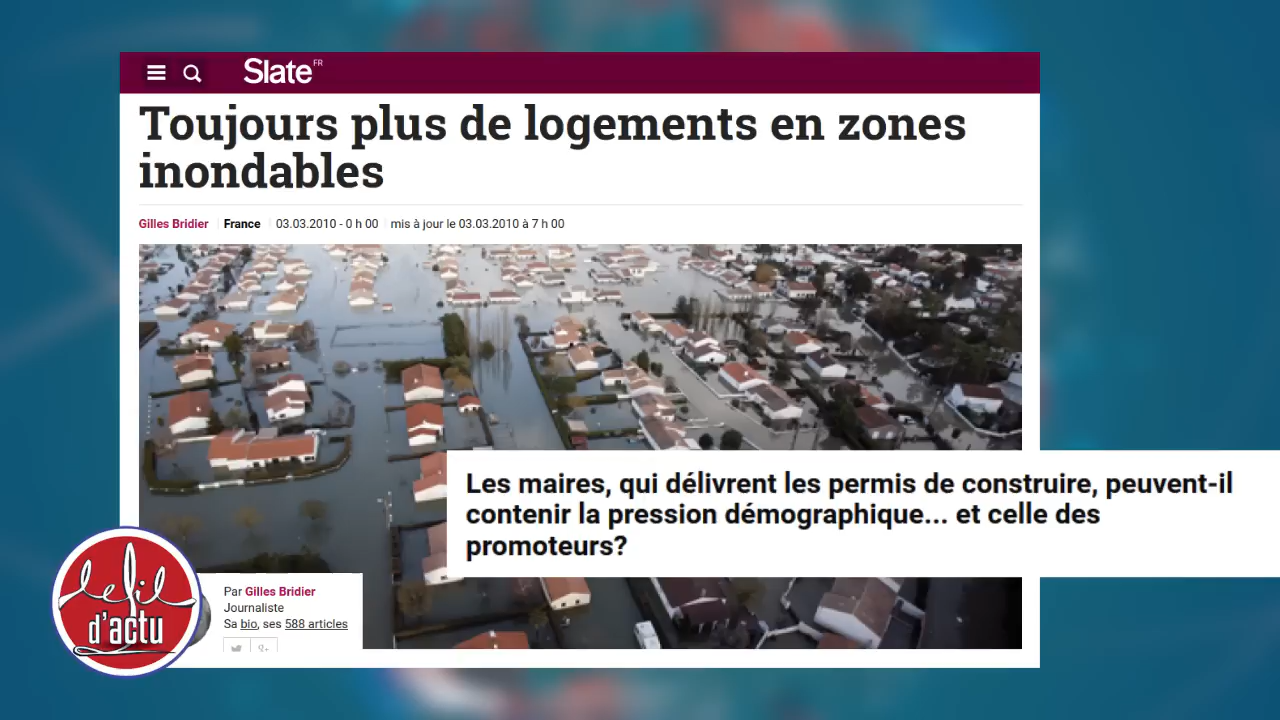 Slate FR
Toujours plus de logements en zones
inondables
Gilles Bridier France 03.03.2010 - 0 h 00 mis à jour le 03.03.2010 à 7 h 00
Les maires, qui délivrent les permis de construire, peuvent-il
contenir la pression démographique... et celle des
promoteurs?
Par Gilles Bridier
Journaliste
Sa bio, ses 588 articles
g+
le fil
d'actu